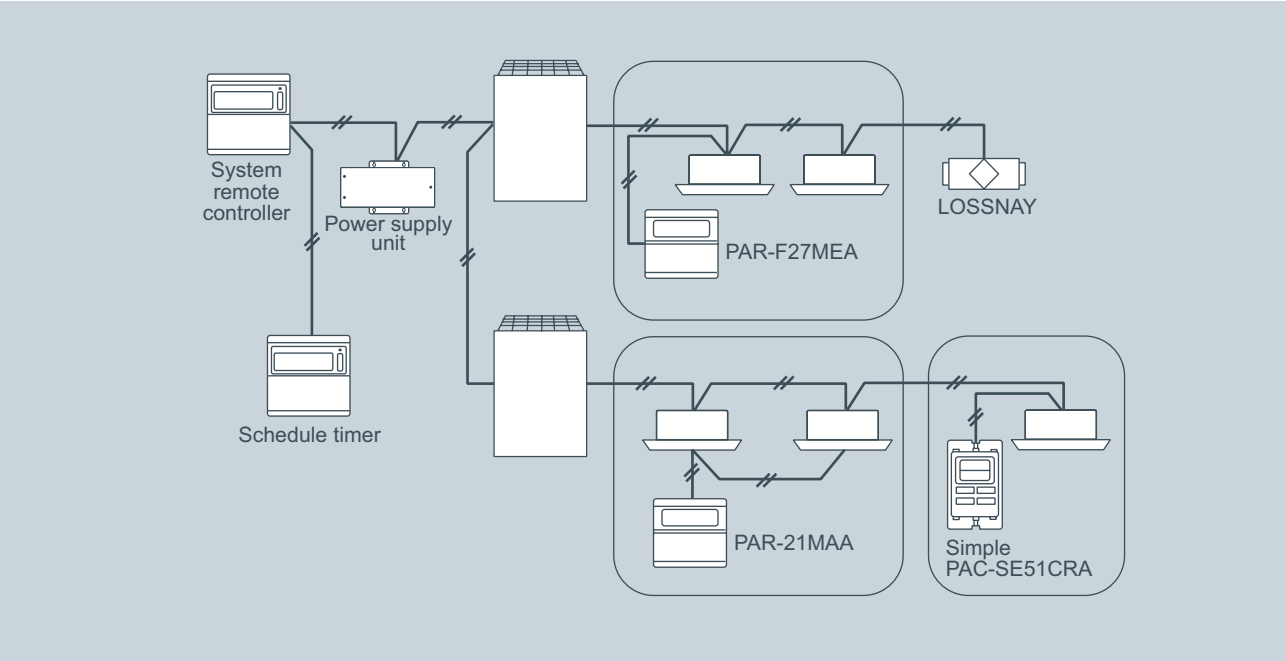 System
remote
controller
Power supply
unit
Schedule timer
PAR-F27MEA
LOSSNAY
PAR-21MAA
Simple
PAC-SE51CRA